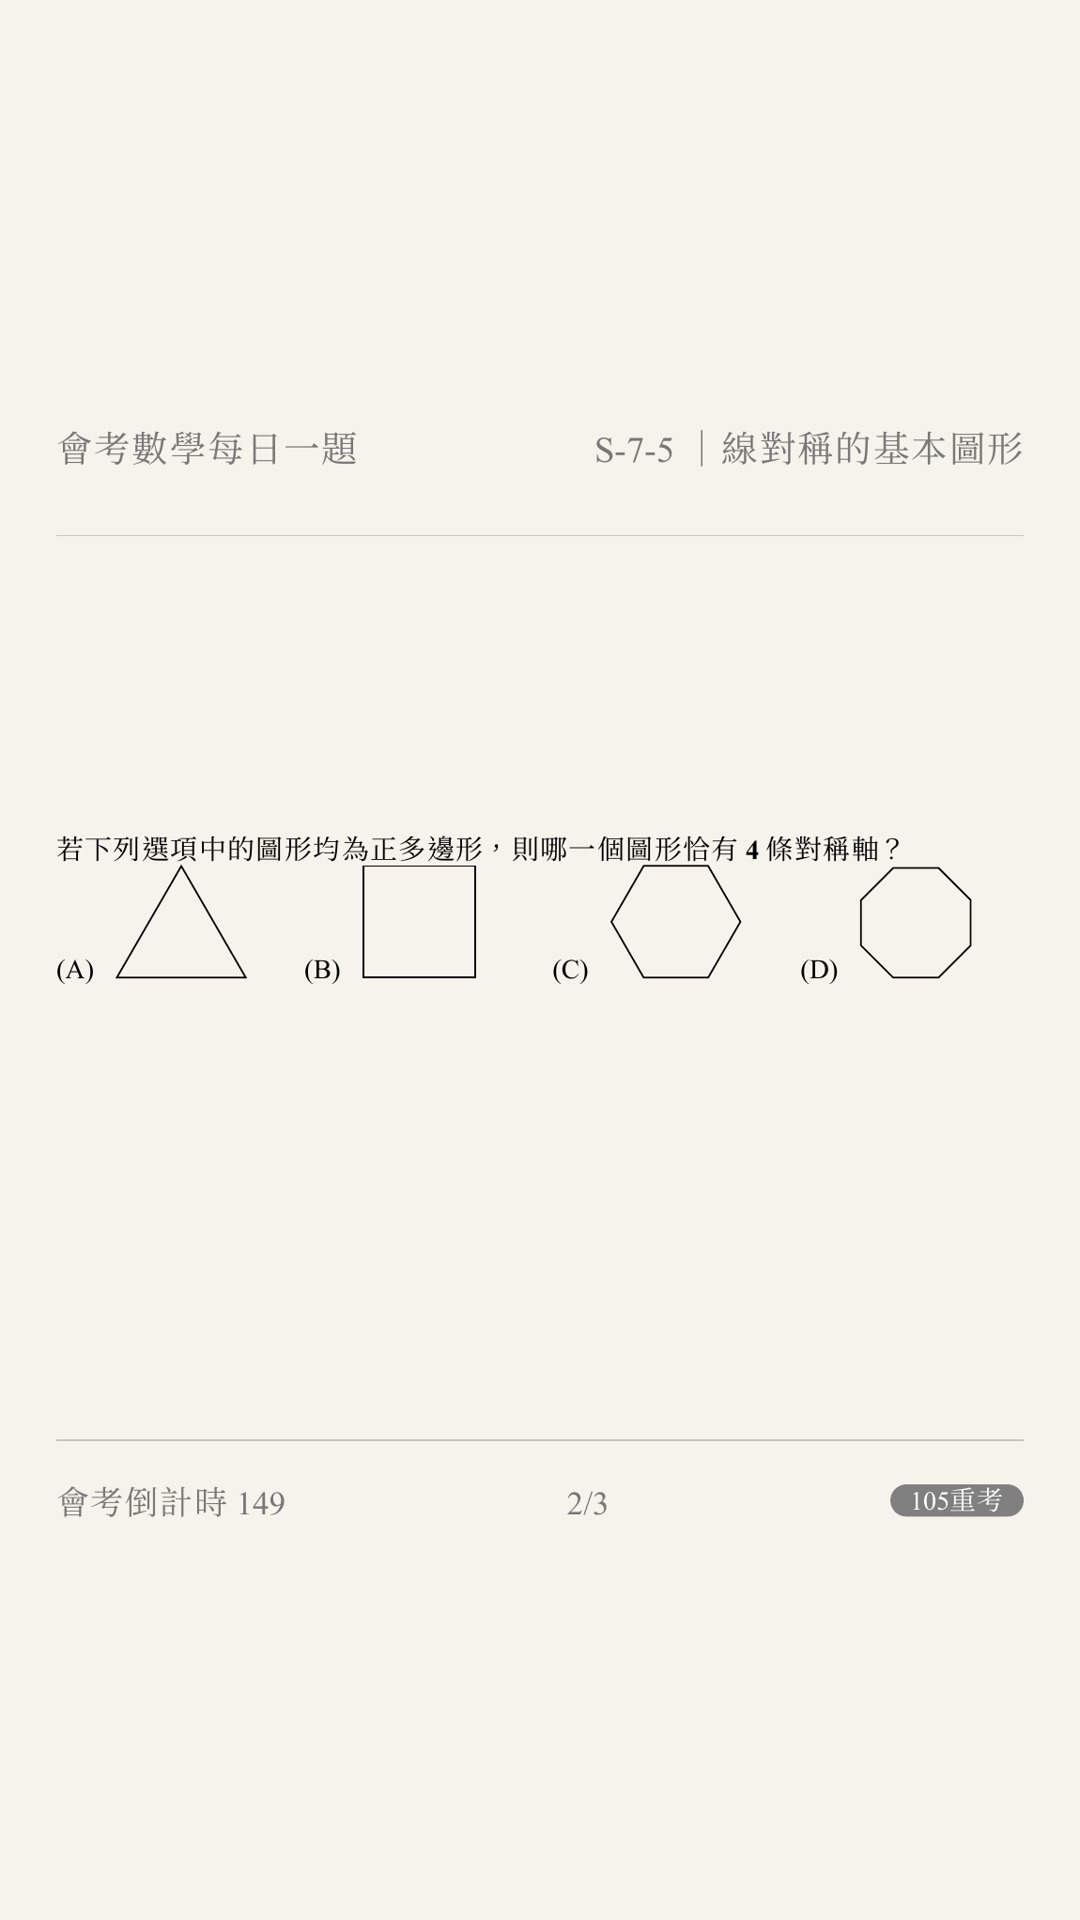 會考數學每日一題
S-7-5｜線對稱的基本圖形
若下列選項中的圖形均為正多邊形，則哪一個圖形恰有 4 條對稱軸？
(A) (B) (C) (D)
會考倒計時 149
2/3
105重考